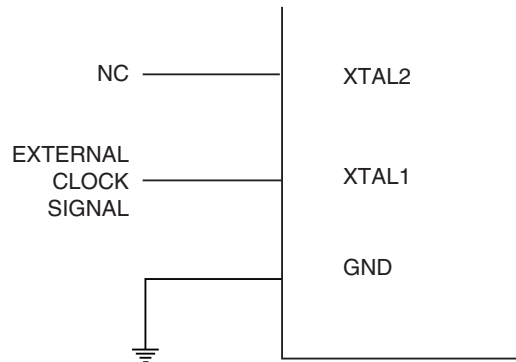 NC
XTAL2
EXTERNAL
CLOCK
SIGNAL
XTAL1
GND